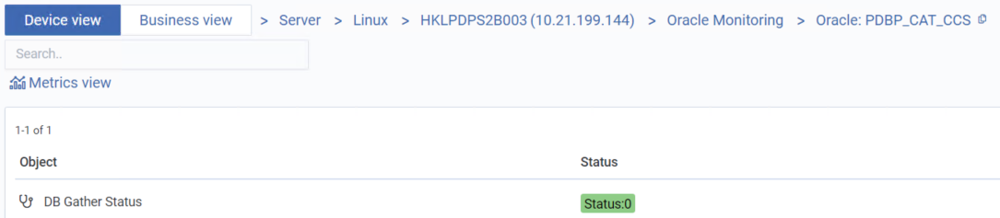 Device view Business view > Server > Linux > HKLPDPS2B003 (10.21.199.144) > Oracle Monitoring > Oracle: PDBP_CAT_CCS
Search..
Metrics view
1-1 of 1
Object Status
DB Gather Status Status:0